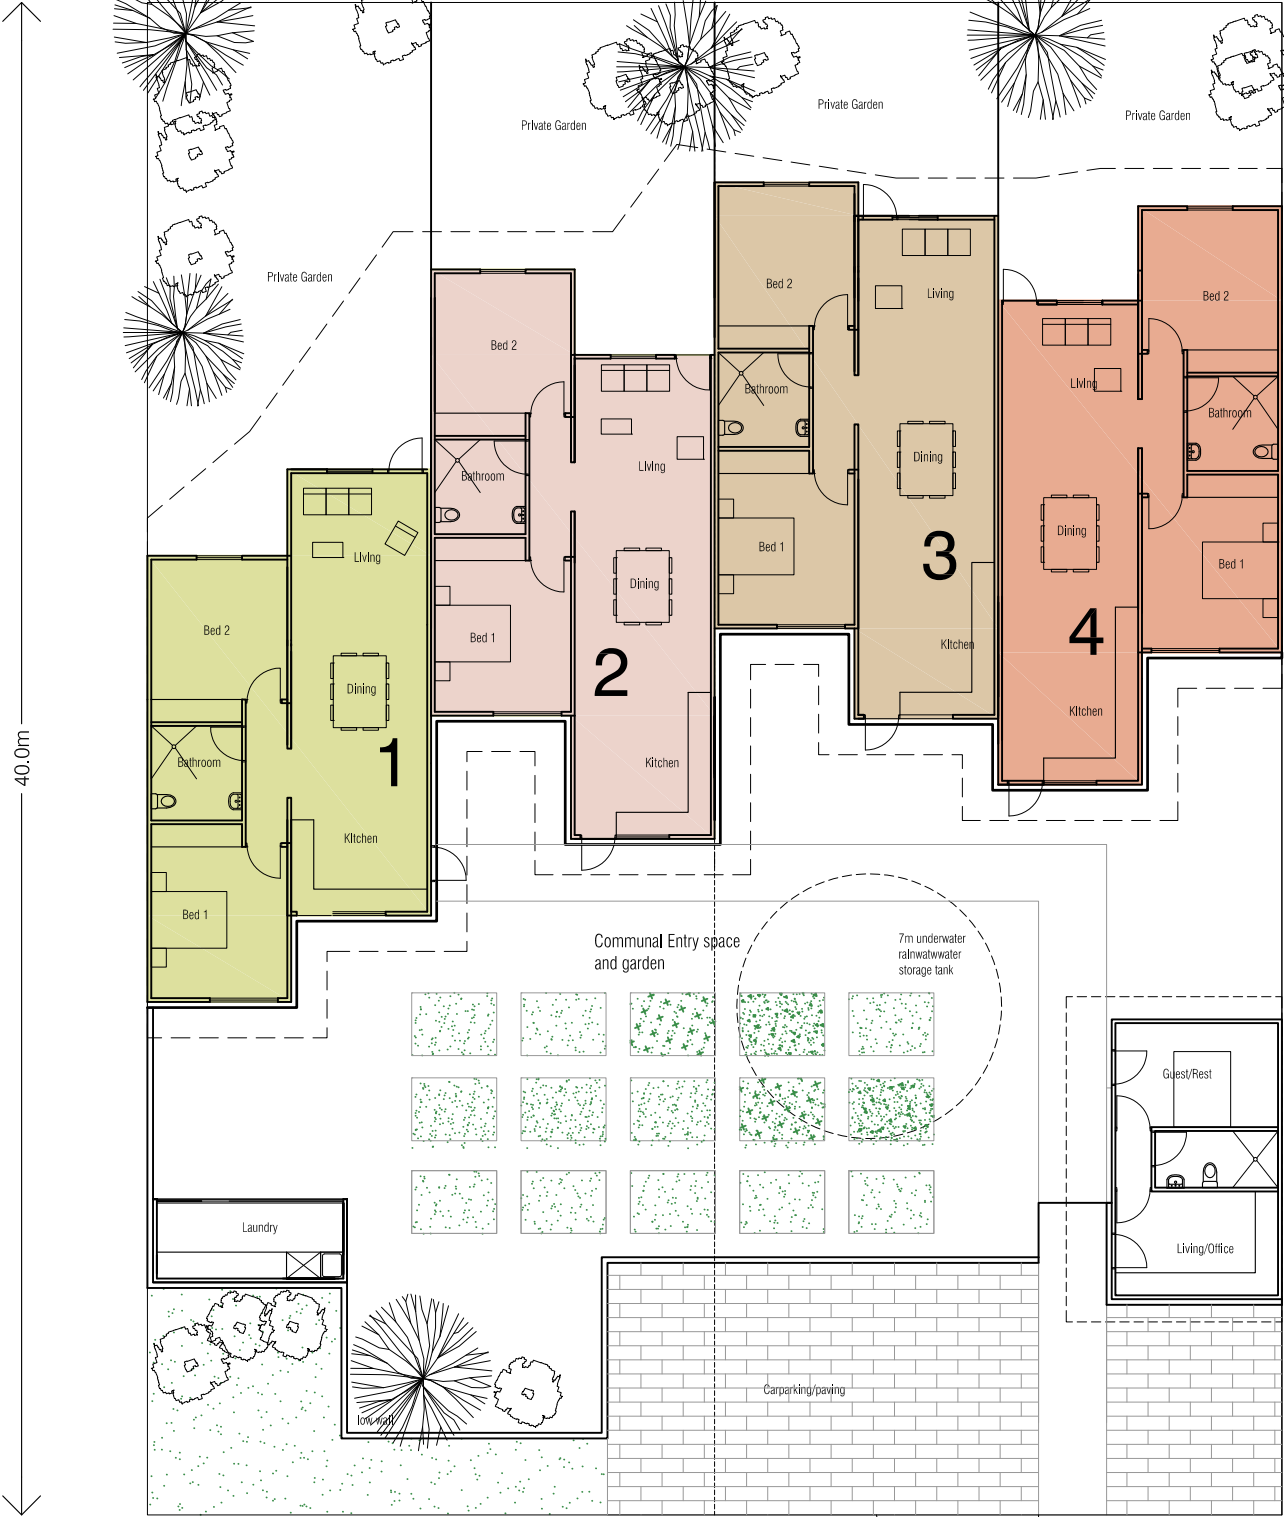 Private Garden
Private Garden
Private Garden
Private Garden
Bed 2
Living
Bed 2
Bathroom
Dining
Bed 1
3
Kitchen
Bed 2
Living
Bathroom
Dining
Bed 1
4
Kitchen
Bed 2
Living
Bathroom
Dining
Bed 1
2
Kitchen
Living
Bed 2
Dining
1
Bathroom
Kitchen
Bed 1
40.0m
Communal Entry space
and garden
7m underwater
rainwatwwater
storage tank
Guest/Rest
Living/Office
Laundry
Carparking/paving
low wall